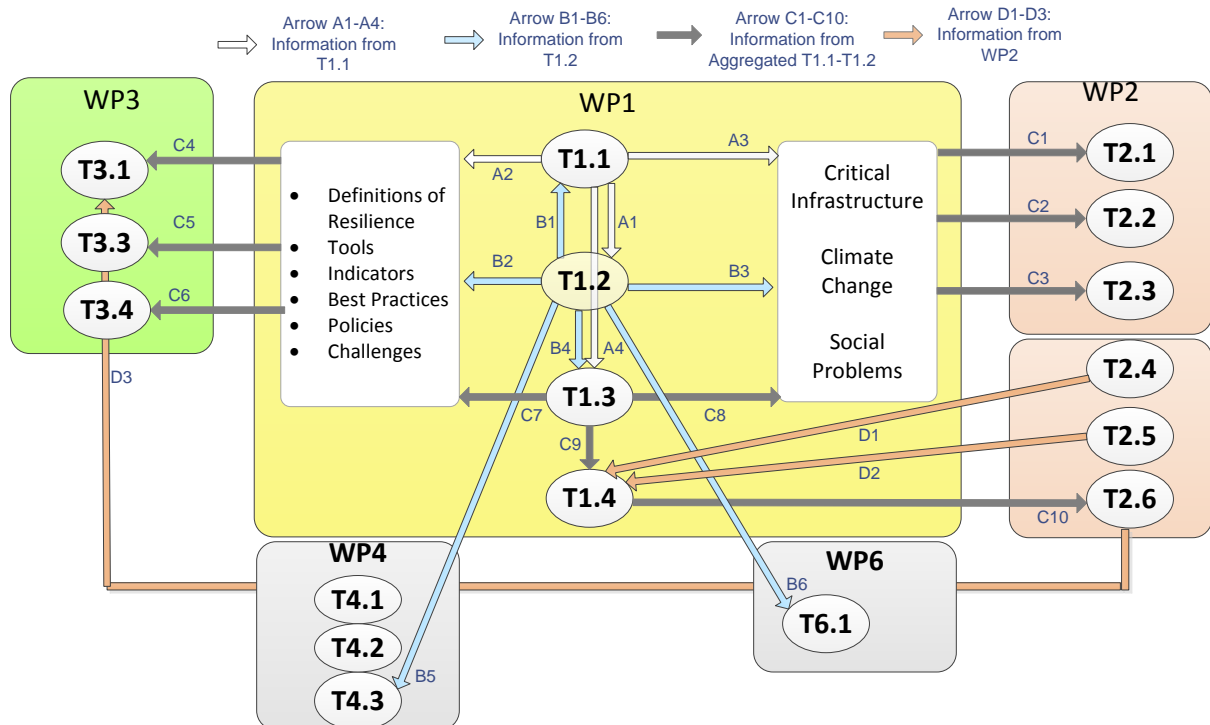 Arrow A1-A4:
Information from
T1.1
Arrow B1-B6:
Information from
T1.2
Arrow C1-C10:
Information from
Aggregated T1.1-T1.2
Arrow D1-D3:
Information from
WP2
WP3
T3.1
T3.3
T3.4
C4
C5
C6
D3
WP1
• Definitions of
Resilience
• Tools
• Indicators
• Best Practices
• Policies
• Challenges
T1.1
T1.2
T1.3
T1.4
A2
A3
B1
A1
B2
B3
B4
A4
C7
C8
C9
Critical
Infrastructure
Climate
Change
Social
Problems
WP2
C1
T2.1
C2
T2.2
C3
T2.3
T2.4
D1
T2.5
D2
T2.6
C10
WP4
T4.1
T4.2
T4.3
B5
WP6
B6
T6.1